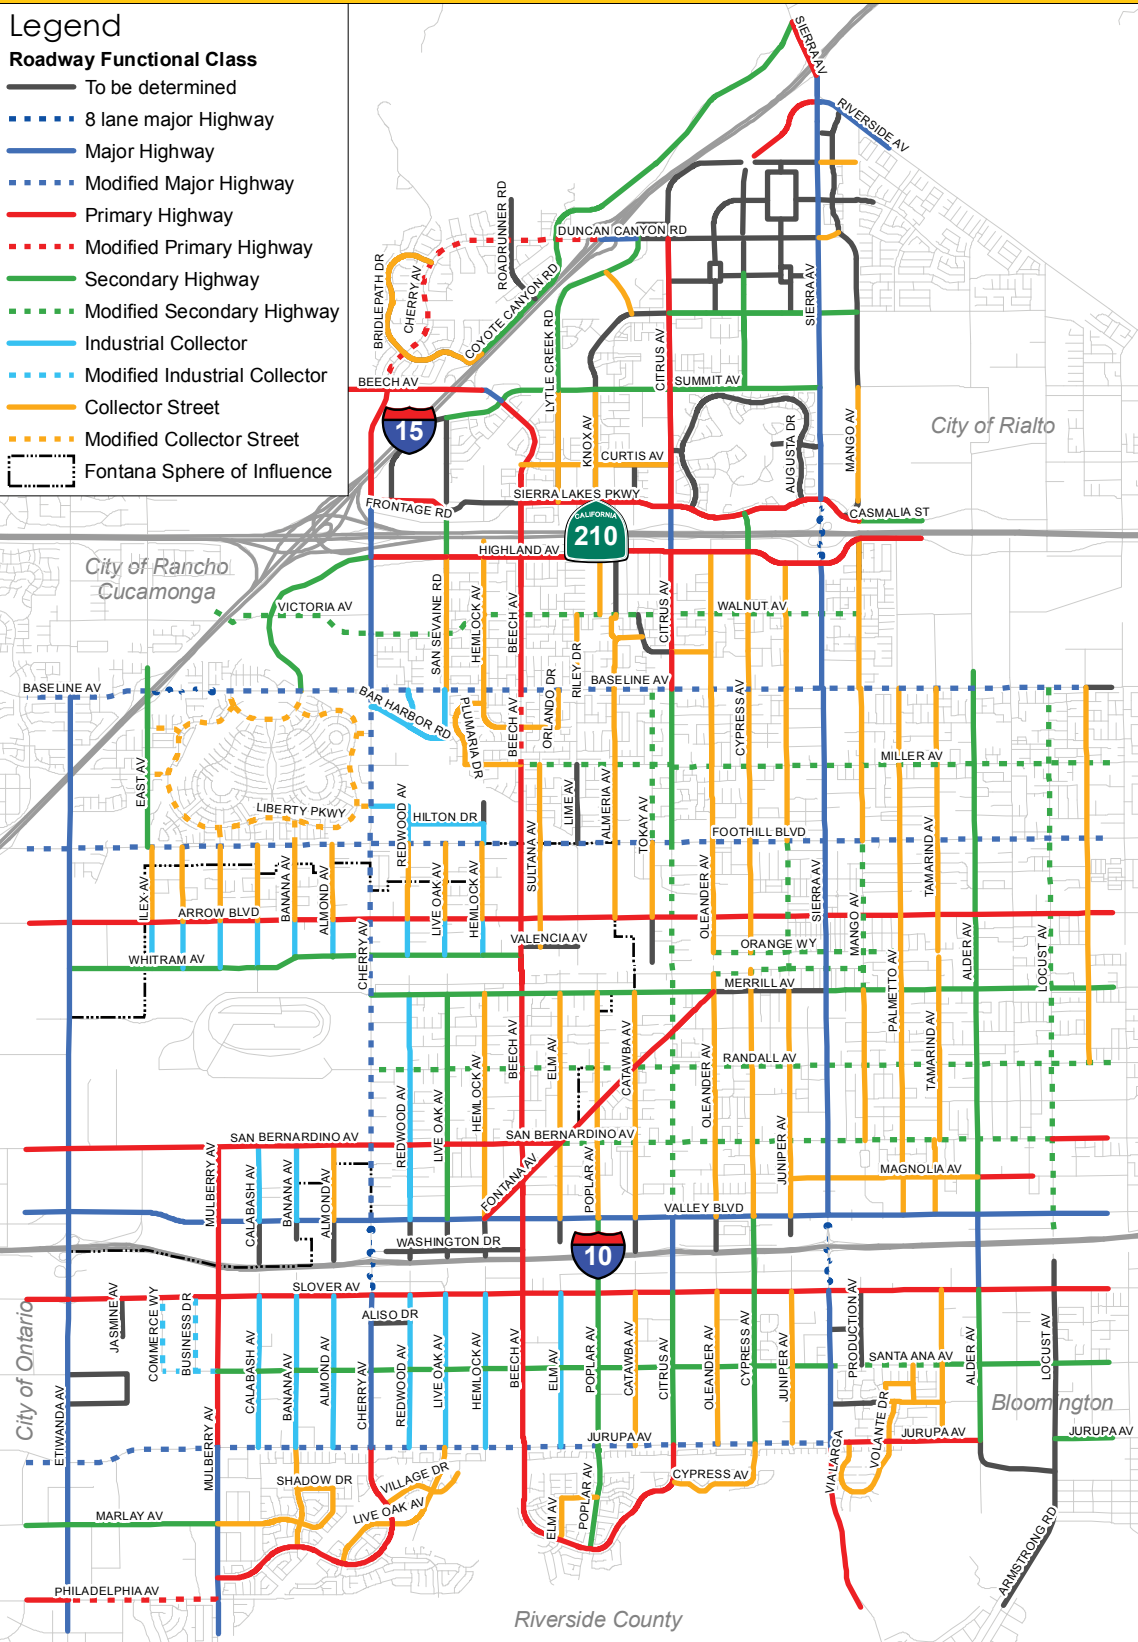 Legend
Roadway Functional Class
To be determined
8 lane major Highway
Major Highway
Modified Major Highway
Primary Highway
Modified Primary Highway
Secondary Highway
Modified Secondary Highway
Industrial Collector
Modified Industrial Collector
Collector Street
Modified Collector Street
Fontana Sphere of Influence
SIERRA AV
RIVERSIDE AV
ROADRUNNER RD
DUNCAN CANYON RD
BRIDLEPATH DR
CHERRY AV
COYOTE CANYON RD
SIERRA AV
LYTLE CREEK RD
CITRUS AV
BEECH AV
SUMMIT AV
15
KNOX AV
AUGUSTA DR
MANGO AV
City of Rialto
CURTIS AV
SIERRA LAKES PKWY
FRONTAGE RD
CASMALIA ST
CALIFORNIA
210
HIGHLAND AV
City of Rancho
Cucamonga
VICTORIA AV
SAN SEVAINE RD
HEMLOCK AV
BEECH AV
CITRUS AV
WALNUT AV
RILEY DR
BASELINE AV
BAR HARBOR RD
PLUMARIA DR
BEECH AV
ORLANDO DR
BASELINE AV
CYPRESS AV
EAST AV
MILLER AV
LIBERTY PKWY
REDWOOD AV
HILTON DR
SULTANA AV
LIME AV
ALMERIA AV
TOKAY AV
FOOTHILL BLVD
TAMARIND AV
ILEX AV
BANANA AV
ALMOND AV
LIVE OAK AV
HEMLOCK AV
OLEANDER AV
SIERRA AV
MANGO AV
ARROW BLVD
CHERRY AV
VALENCIA AV
ORANGE WY
PALMETTO AV
ALDER AV
LOCUST AV
WHITRAM AV
MERRILL AV
BEECH AV
ELM AV
CATAWBA AV
RANDALL AV
OLEANDER AV
TAMARIND AV
REDWOOD AV
LIVE OAK AV
HEMLOCK AV
SAN BERNARDINO AV
SAN BERNARDINO AV
JUNIPER AV
MULBERRY AV
CALABASH AV
BANANA AV
ALMOND AV
FONTANA AV
POPLAR AV
MAGNOLIA AV
VALLEY BLVD
WASHINGTON DR
10
SLOVER AV
JASMINE AV
COMMERCE WY
BUSINESS DR
ALISO DR
PRODUCTION AV
City of Ontario
CALABASH AV
BANANA AV
ALMOND AV
CHERRY AV
REDWOOD AV
LIVE OAK AV
HEMLOCK AV
BEECH AV
ELM AV
POPLAR AV
CATAWBA AV
CITRUS AV
OLEANDER AV
CYPRESS AV
JUNIPER AV
SANTA ANA AV
ALDER AV
LOCUST AV
ETIWANDA AV
MULBERRY AV
Bloomington
VOLANTE DR
JURUPA AV
JURUPA AV
JURUPA AV
SHADOW DR
VILLAGE DR
LIVE OAK AV
ELM AV
POPLAR AV
CYPRESS AV
VIA LARGA
MARLAY AV
ARMSTRONG RD
PHILADELPHIA AV
Riverside County